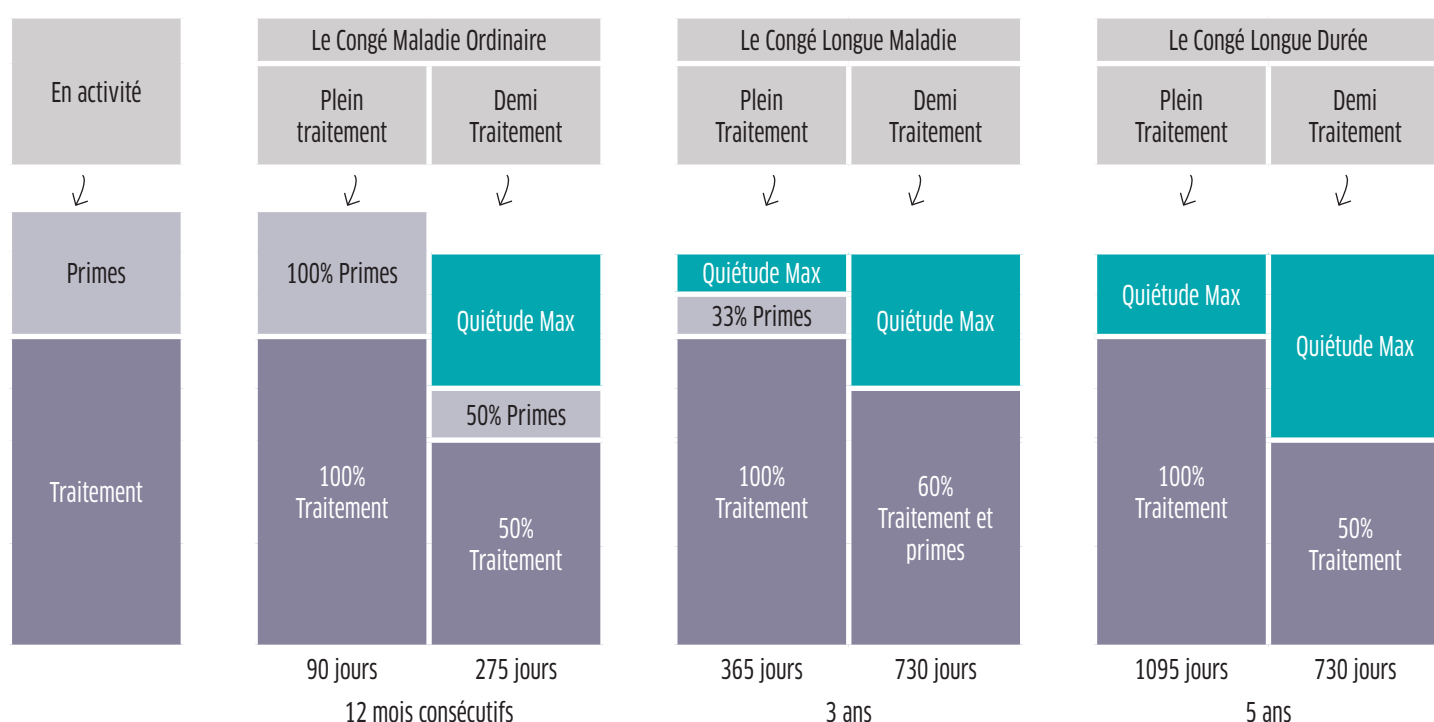 En activité
Primes
Traitement
Le Congé Maladie Ordinaire
Plein
traitement
Demi
Traitement
100% Primes
100%
Traitement
Quiétude Max
50% Primes
50%
Traitement
90 jours
275 jours
12 mois consécutifs
Le Congé Longue Maladie
Plein
Traitement
Demi
Traitement
Quiétude Max
33% Primes
100%
Traitement
Quiétude Max
60%
Traitement et
primes
365 jours
730 jours
3 ans
Le Congé Longue Durée
Plein
Traitement
Demi
Traitement
Quiétude Max
100%
Traitement
Quiétude Max
50%
Traitement
1095 jours
730 jours
5 ans